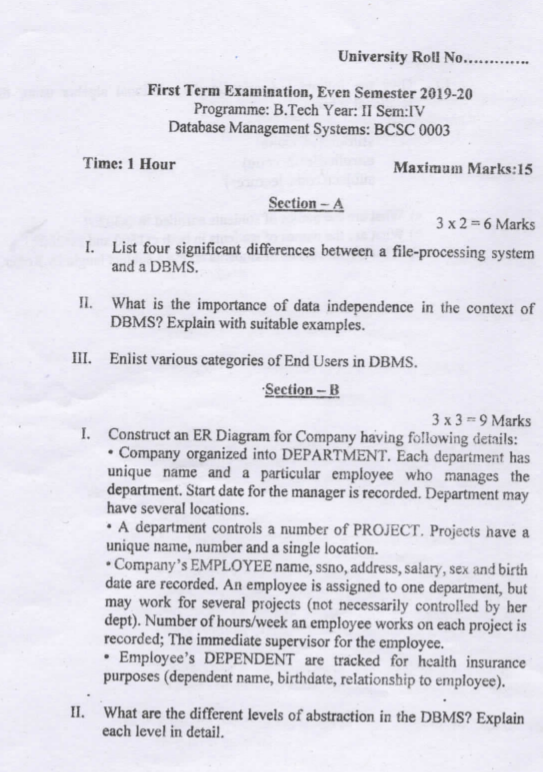 University Roll No.............
First Term Examination, Even Semester 2019-20
Programme: B.Tech Year: II Sem:IV
Database Management Systems: BCSC 0003
Time: 1 Hour Maximum Marks:15
Section – A
3 x 2 = 6 Marks
I. List four significant differences between a file-processing system
and a DBMS.
II. What is the importance of data independence in the context of
DBMS? Explain with suitable examples.
III. Enlist various categories of End Users in DBMS.
Section – B
3 x 3 = 9 Marks
I. Construct an ER Diagram for Company having following details:
• Company organized into DEPARTMENT. Each department has
unique name and a particular employee who manages the
department. Start date for the manager is recorded. Department may
have several locations.
• A department controls a number of PROJECT. Projects have a
unique name, number and a single location.
• Company's EMPLOYEE name, ssno, address, salary, sex and birth
date are recorded. An employee is assigned to one department, but
may work for several projects (not necessarily controlled by her
dept). Number of hours/week an employee works on each project is
recorded; The immediate supervisor for the employee.
• Employee's DEPENDENT are tracked for health insurance
purposes (dependent name, birthdate, relationship to employee).
II. What are the different levels of abstraction in the DBMS? Explain
each level in detail.